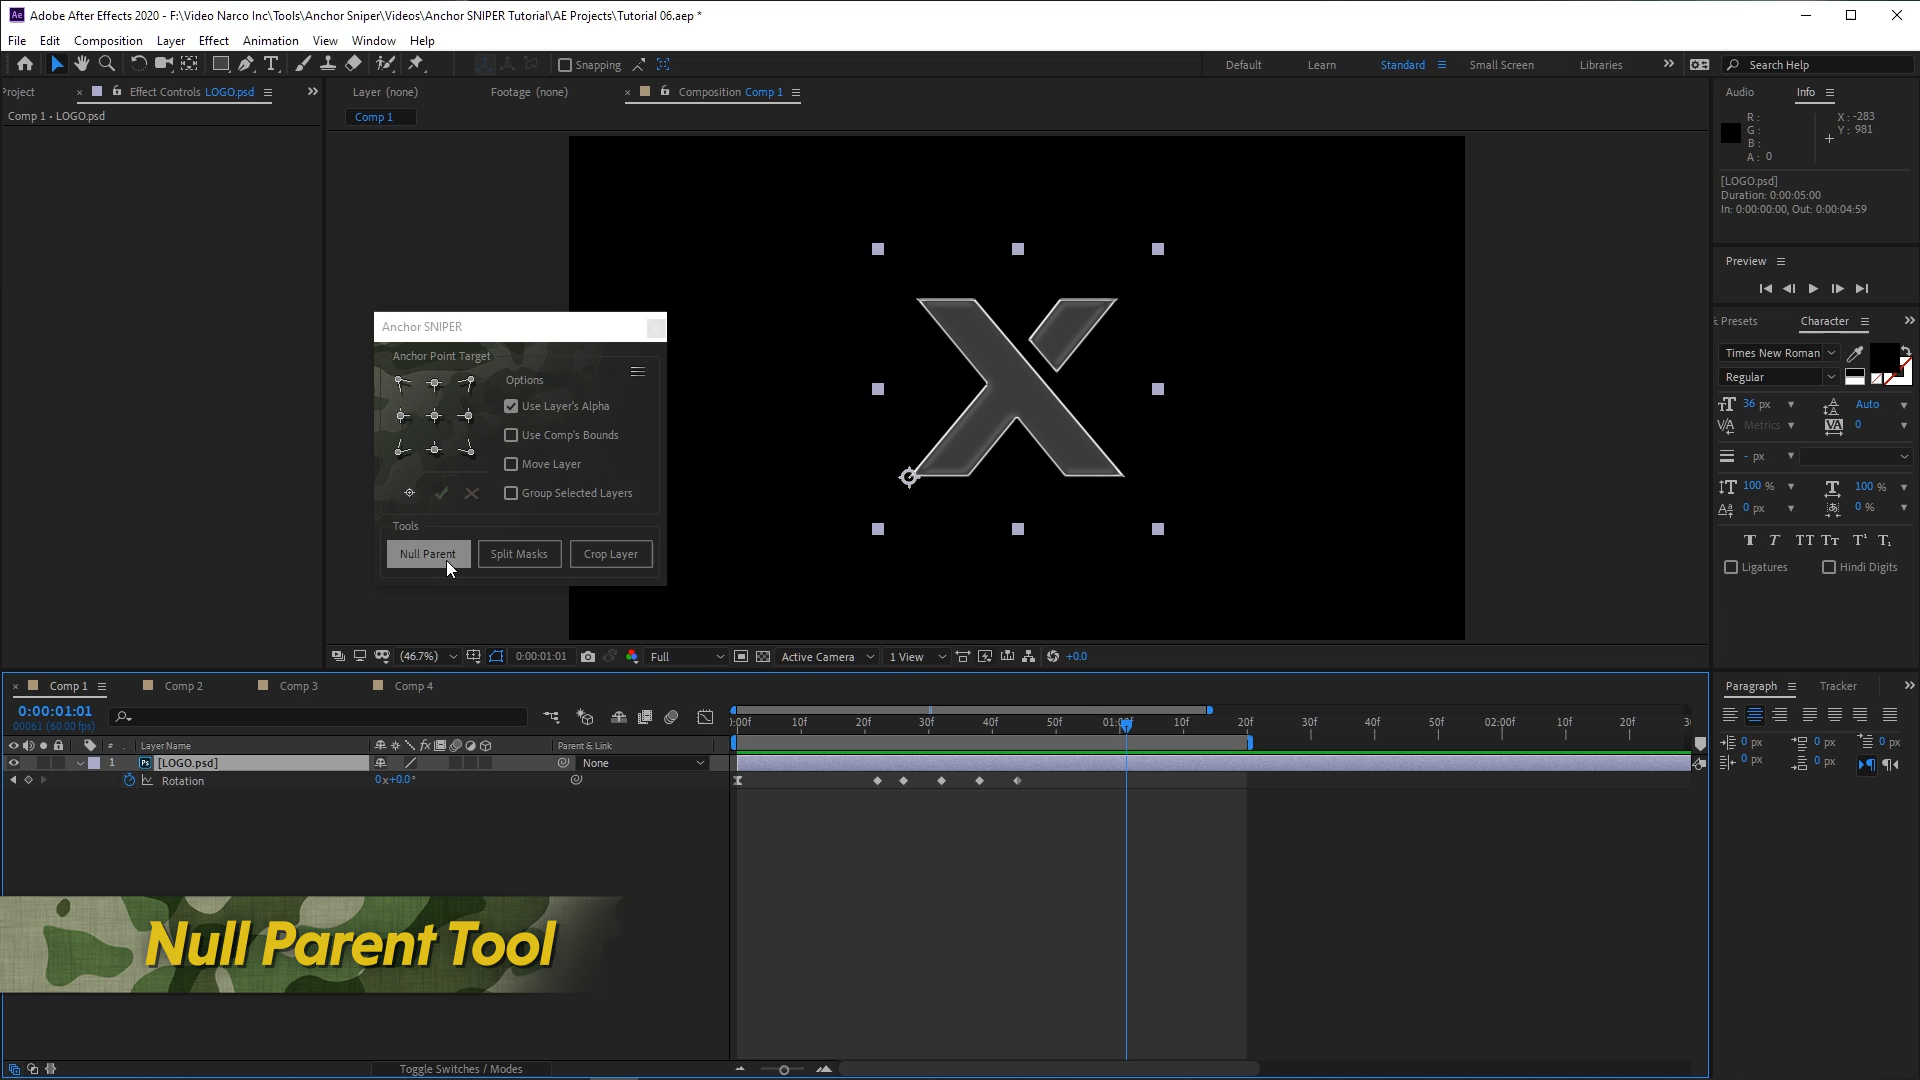 Adobe After Effects 2020 - F:\Video Narco Inc\Tools\Anchor Sniper\Videos\Anchor SNIPER Tutorial\AE Projects\Tutorial 06.aep *
File Edit Composition Layer Effect Animation View Window Help
Snapping
Default Learn Standard Small Screen Libraries Search Help
roject
Effect Controls LOGO.psd
Layer (none) Footage (none) Composition Comp 1
Audio Info
Comp 1 • LOGO.psd
Comp 1
R :
G :
B :
A : 0
X : -283
Y : 981
[LOGO.psd]
Duration: 0:00:05:00
In: 0:00:00:00, Out: 0:00:04:59
Preview
Presets Character
Times New Roman
Regular
36 px Auto
Metrics 0
- px
100 % 100 %
0 px 0 %
Ligatures Hindi Digits
Anchor SNIPER
Anchor Point Target
Options
Use Layer's Alpha
Use Comp's Bounds
Move Layer
Group Selected Layers
Tools
Null Parent Split Masks Crop Layer
(46.7%) 0:00:01:01 Full Active Camera 1 View +0.0
Comp 1 Comp 2 Comp 3 Comp 4
Paragraph Tracker
0:00:01:01
00061 (60.00 fps)
):00f 10f 20f 30f 40f 50f 01:00f 10f 20f 30f 40f 50f 02:00f 10f 20f
# Layer Name fx Parent & Link
1 Ps [LOGO.psd] None
Rotation 0x+0.0°
0 px 0 px 0 px
0 px 0 px
Null Parent Tool
Toggle Switches / Modes